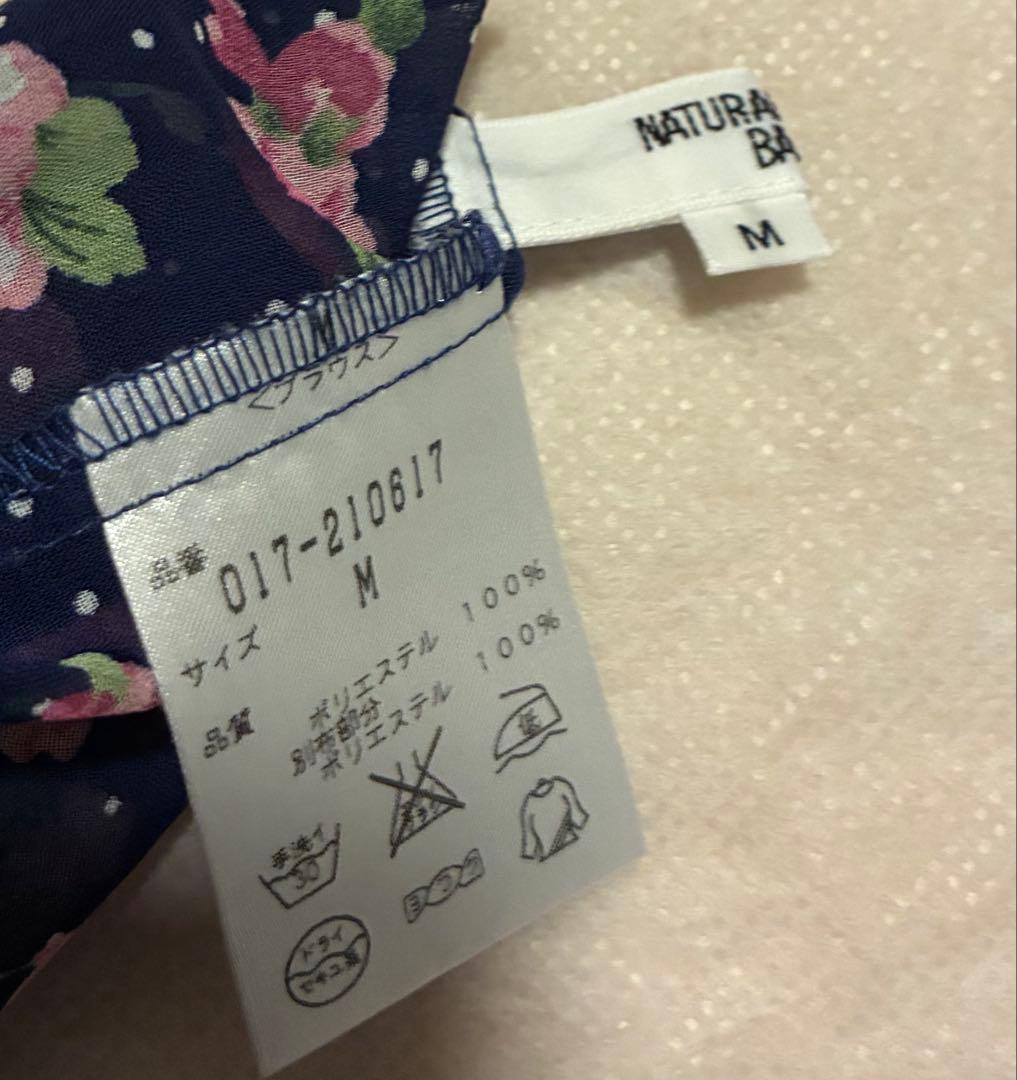 NATURA
BA
M
M
<ブラウス>
品番 017-210617
サイズ M
品質 ポリエステル 100%
別布部分
ポリエステル 100%
手洗イ
30
低
ドライ
セキユ系